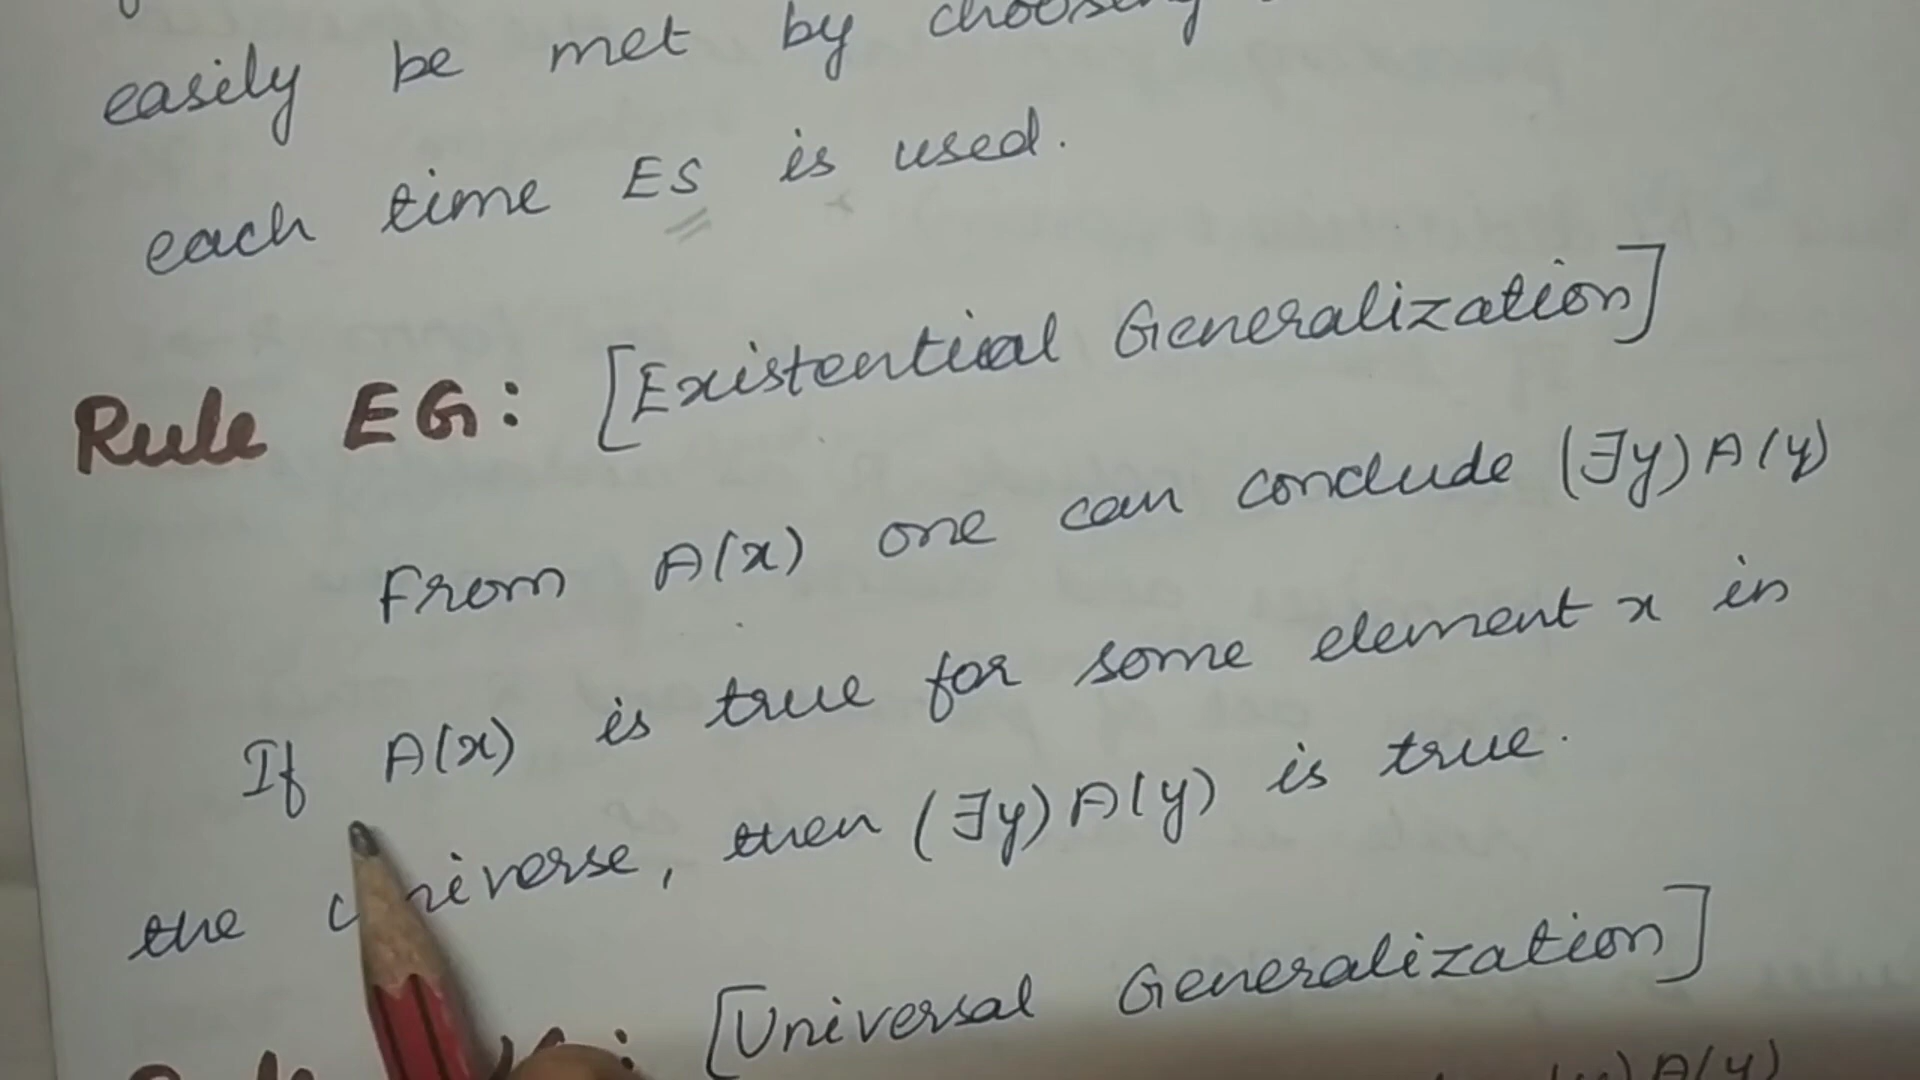 easily be met by choosing
each time ES is used.
Rule EG: [Existential Generalization]
From A(x) one can conclude (∃y) A(y)
If A(x) is true for some element x in
the universe, then (∃y) A(y) is true.
[Universal Generalization]
A(y)